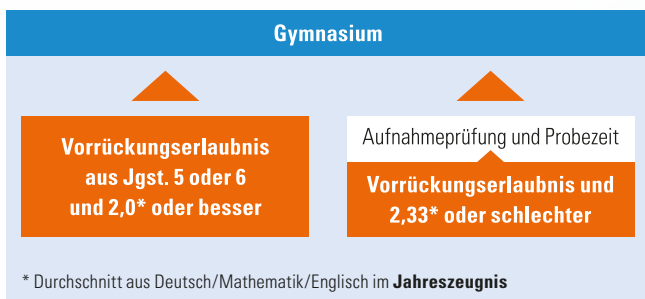 Gymnasium
Vorrückungserlaubnis
aus Jgst. 5 oder 6
und 2,0* oder besser
Aufnahmeprüfung und Probezeit
Vorrückungserlaubnis und
2,33* oder schlechter
* Durchschnitt aus Deutsch/Mathematik/Englisch im Jahreszeugnis